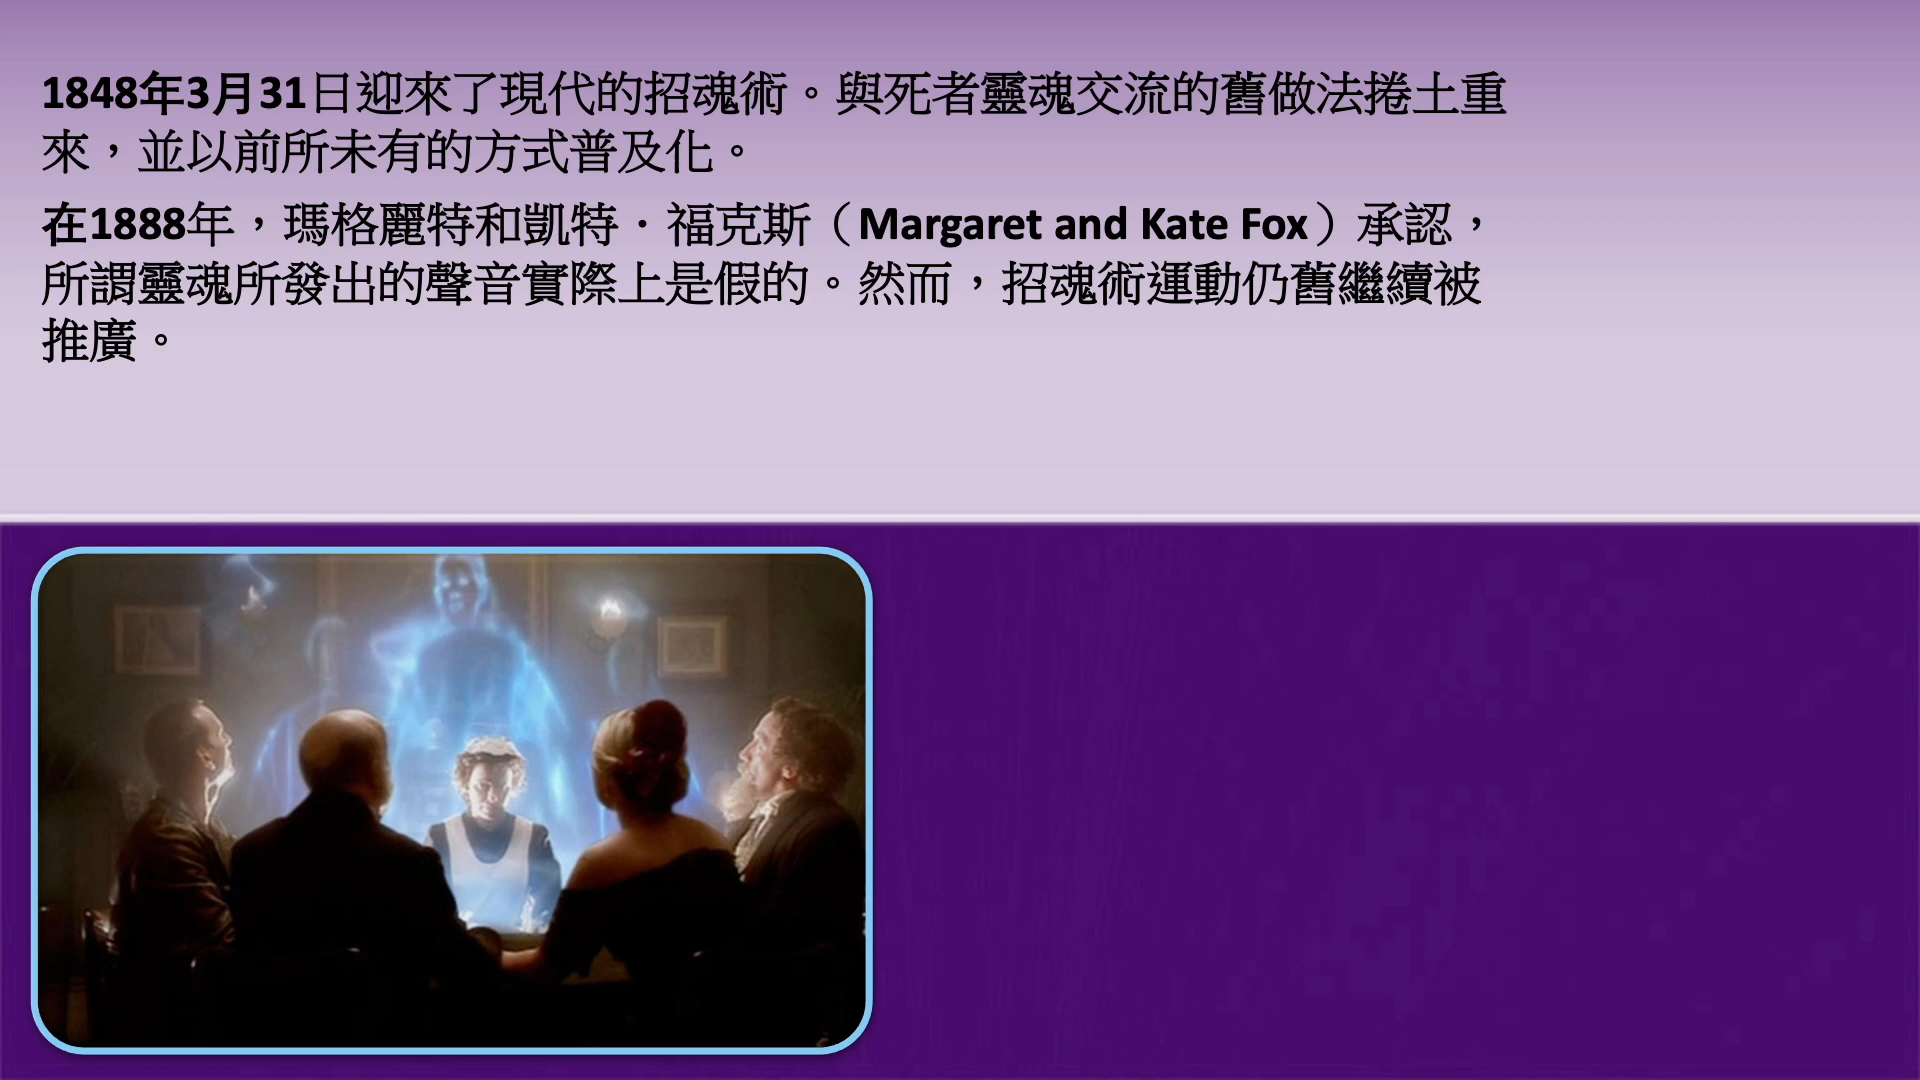 1848年3月31日迎來了現代的招魂術。與死者靈魂交流的舊做法捲土重
來，並以前所未有的方式普及化。
在1888年，瑪格麗特和凱特．福克斯（Margaret and Kate Fox）承認，
所謂靈魂所發出的聲音實際上是假的。然而，招魂術運動仍舊繼續被
推廣。